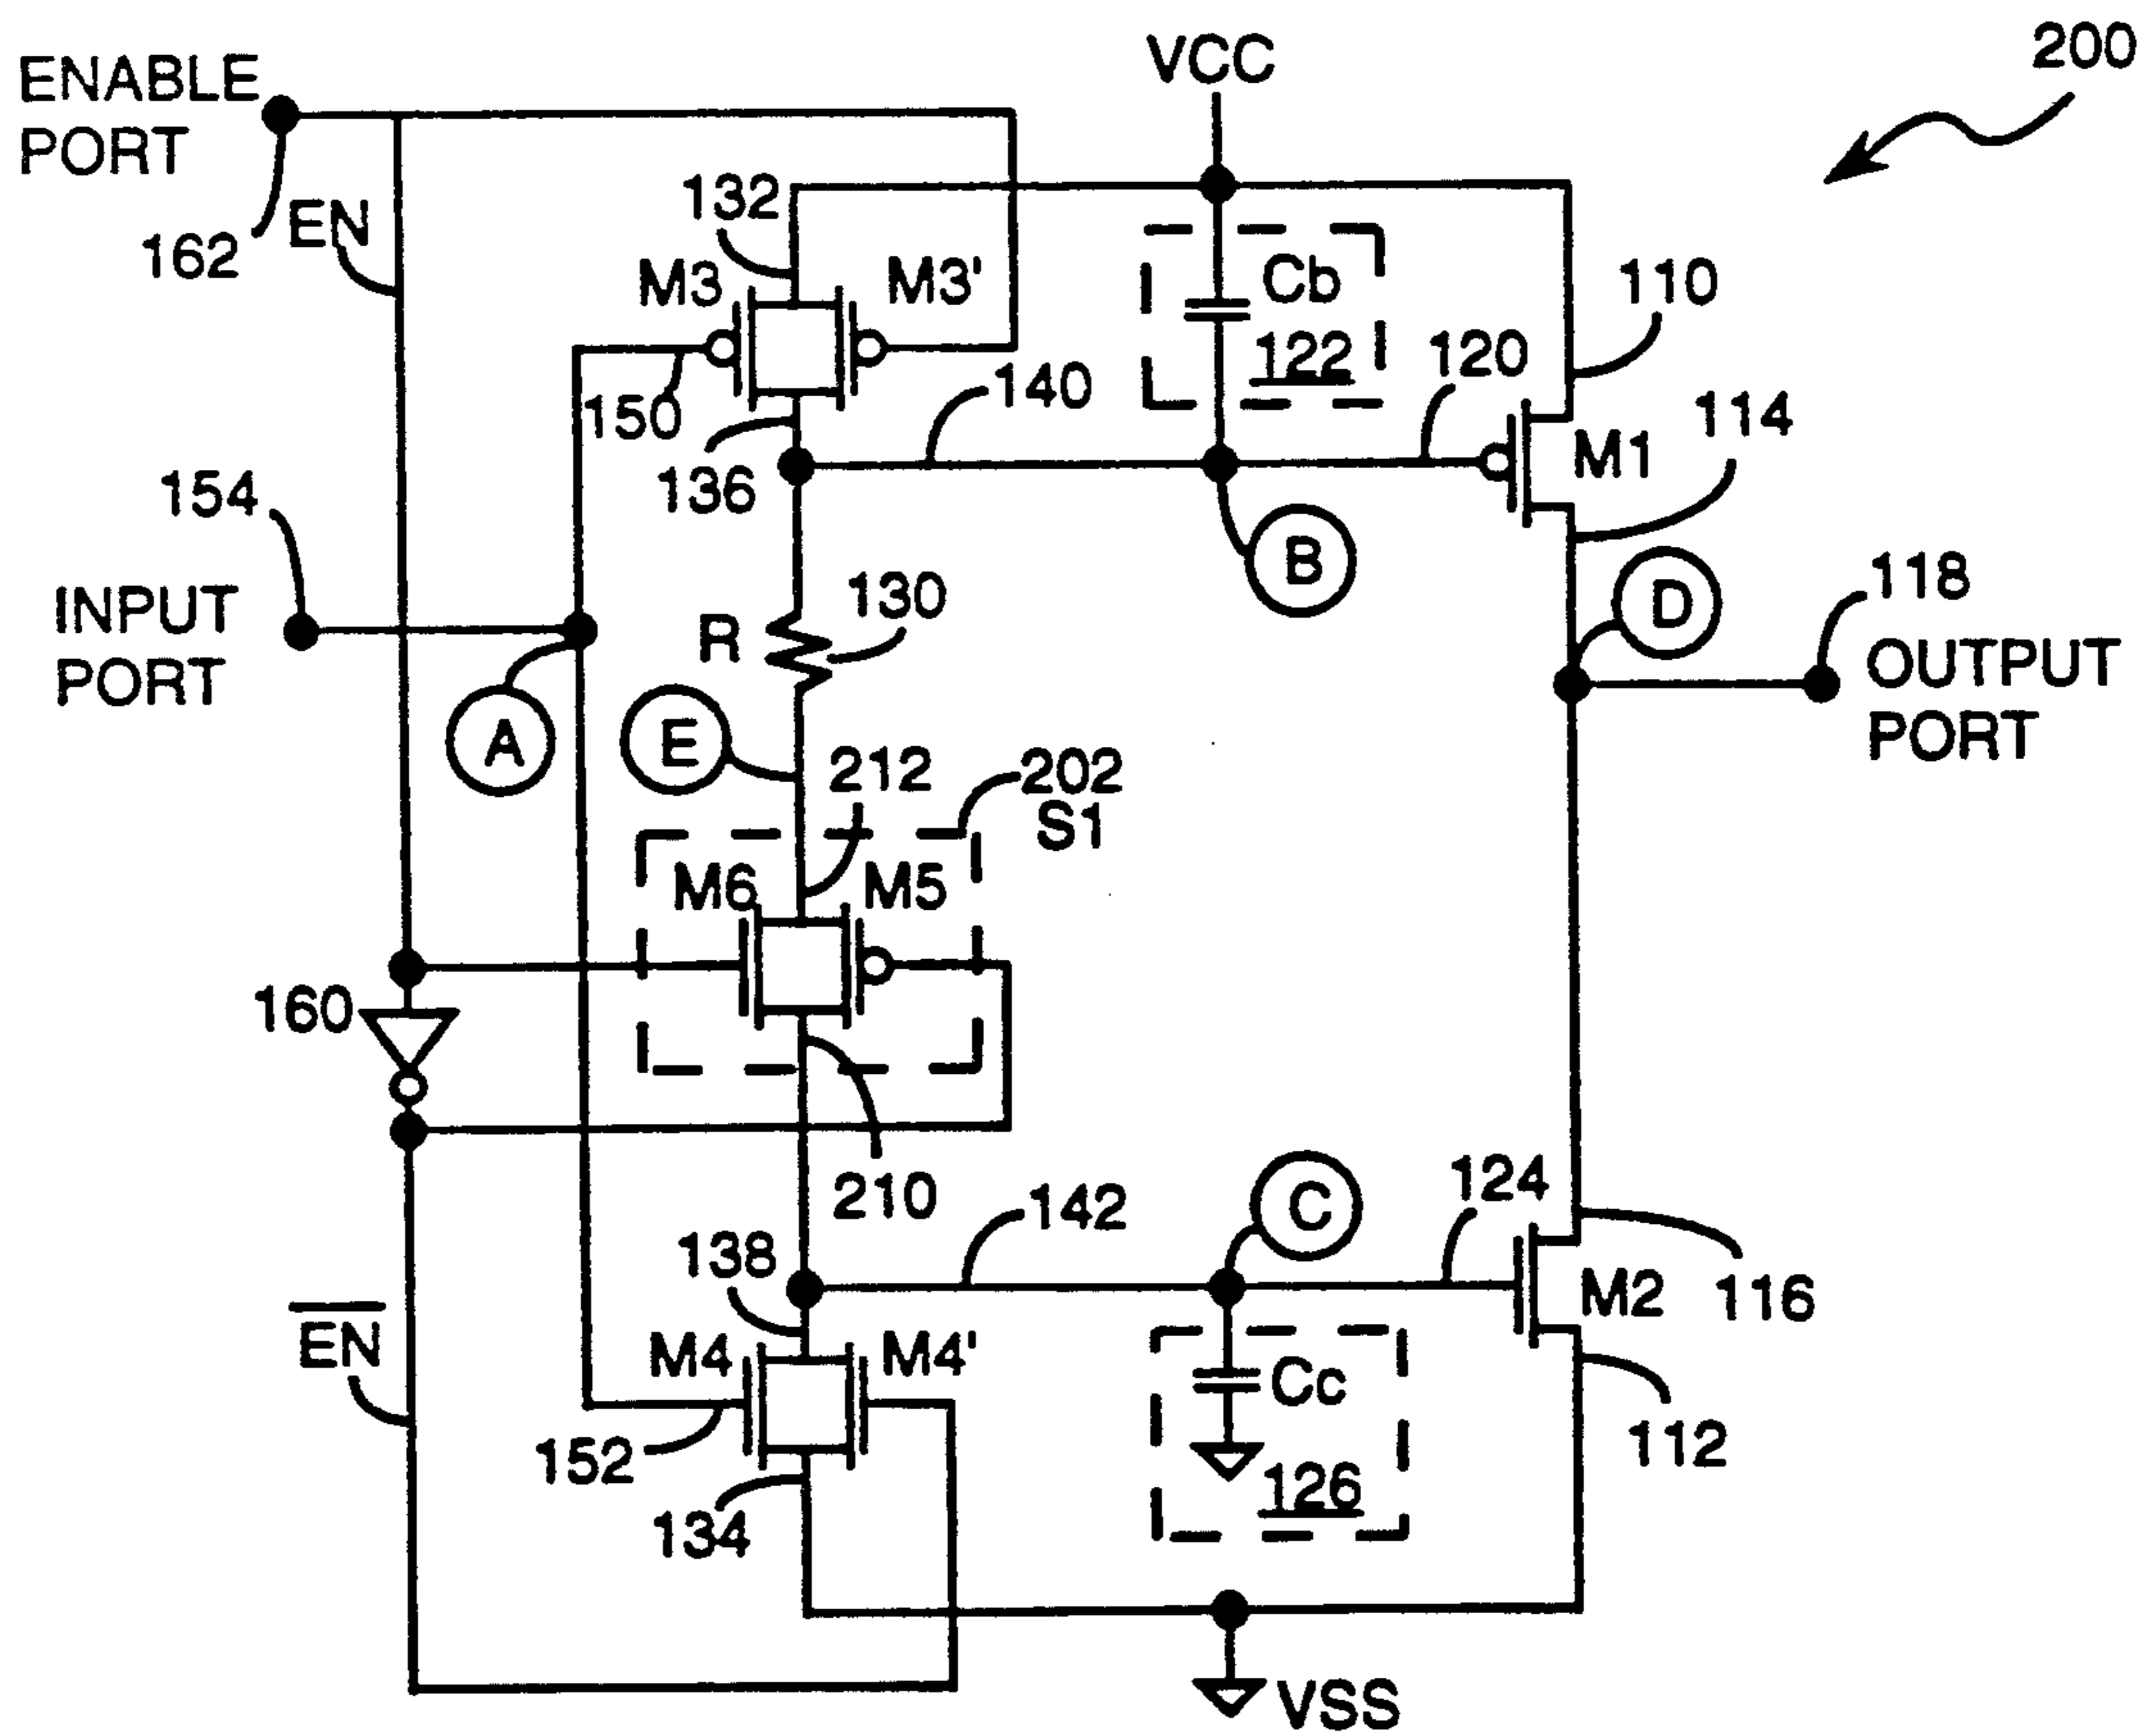 ENABLE
PORT
VCC
200
162
EN
132
M3
M3'
Cb
122
110
150
140
120
114
136
M1
154
B
INPUT
PORT
R
130
D
118
OUTPUT
PORT
A
E
212
202
S1
M6
M5
160
210
C
124
142
138
M2
116
EN
M4
M4'
Cc
152
126
112
134
VSS